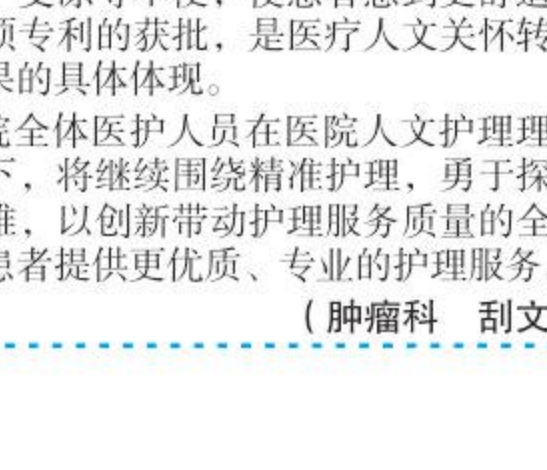 项专利的获批，是医疗人文关怀转
果的具体体现。
院全体医护人员在医院人文护理理
下，将继续围绕精准护理，勇于探
，以创新带动护理服务质量的全
患者提供更优质、专业的护理服务
（肿瘤科　刮文